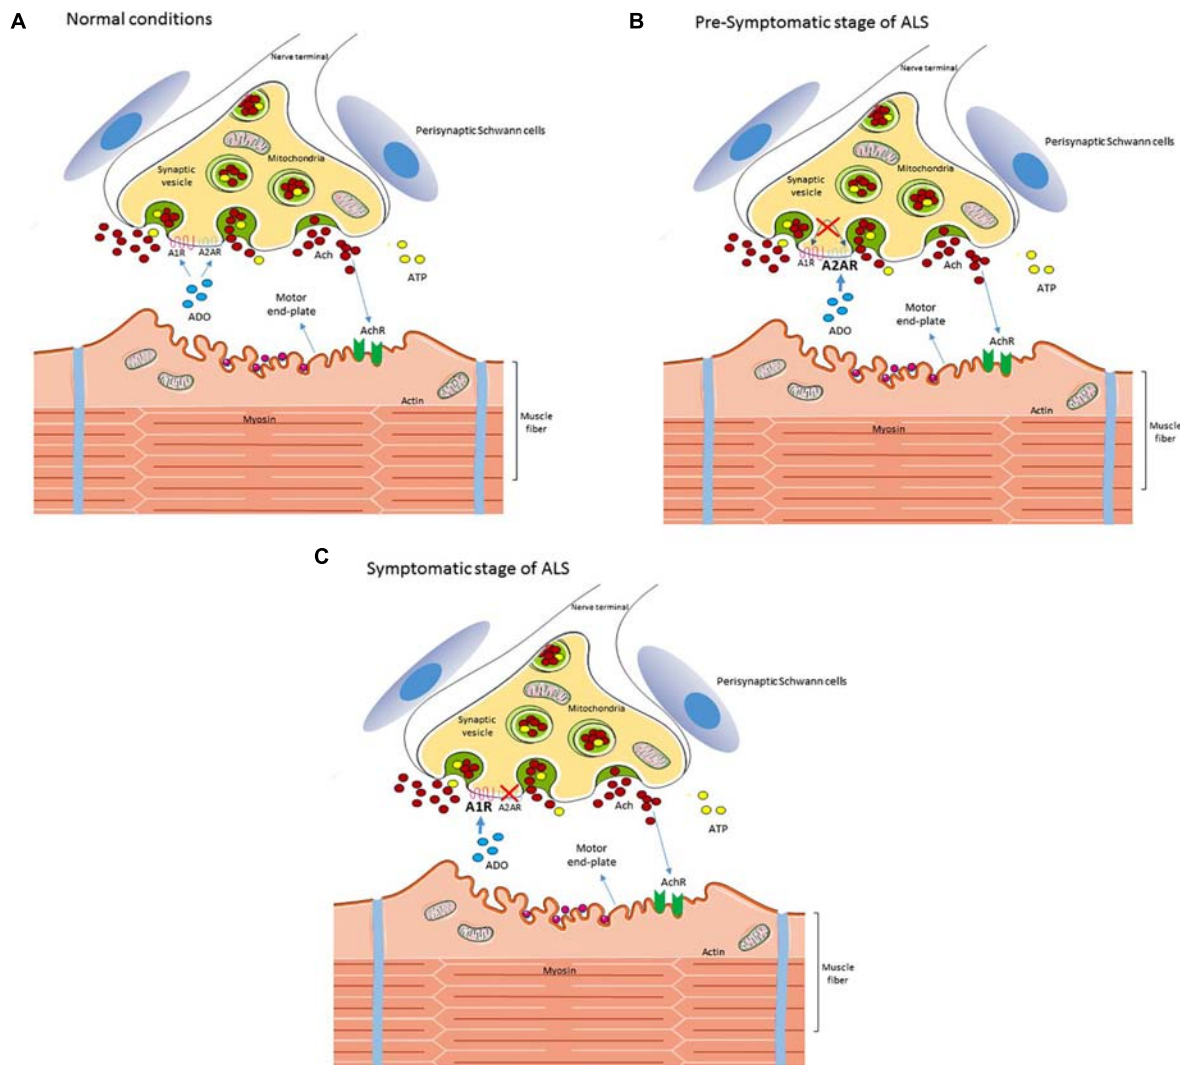 A
Normal conditions
Nerve terminal
Perisynaptic Schwann cells
Mitochondria
Synaptic
vesicle
A1R
A2AR
Ach
ATP
ADO
Motor
end-plate
AchR
Actin
Myosin
Muscle
fiber
B
Pre-Symptomatic stage of ALS
Nerve terminal
Perisynaptic Schwann cells
Mitochondria
Synaptic
vesicle
A1R
A2AR
Ach
ATP
ADO
Motor
end-plate
AchR
Actin
Myosin
Muscle
fiber
C
Symptomatic stage of ALS
Nerve terminal
Perisynaptic Schwann cells
Mitochondria
Synaptic
vesicle
A1R
A2AR
Ach
ATP
ADO
Motor
end-plate
AchR
Actin
Myosin
Muscle
fiber